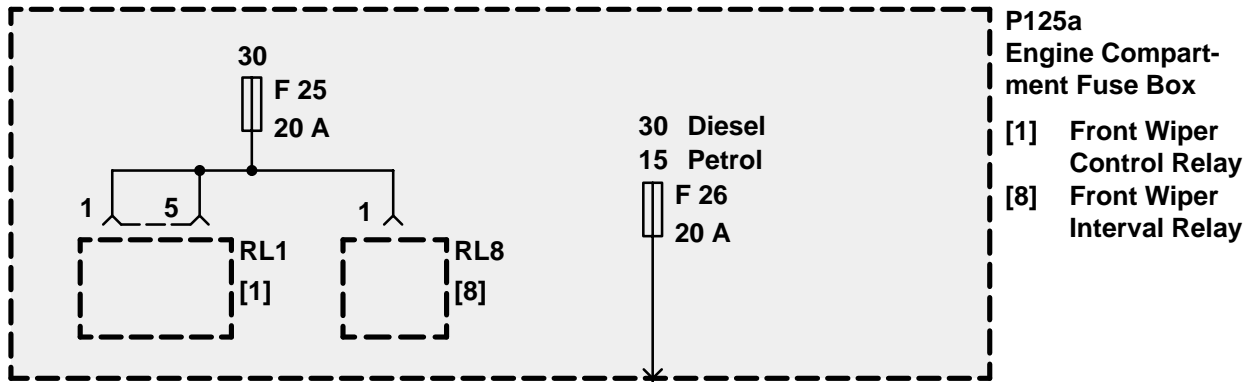 P125a
Engine Compart-
ment Fuse Box
[1] Front Wiper
Control Relay
[8] Front Wiper
Interval Relay
30
F 25
20 A
30 Diesel
15 Petrol
F 26
20 A
1 5 1
RL1
[1]
RL8
[8]